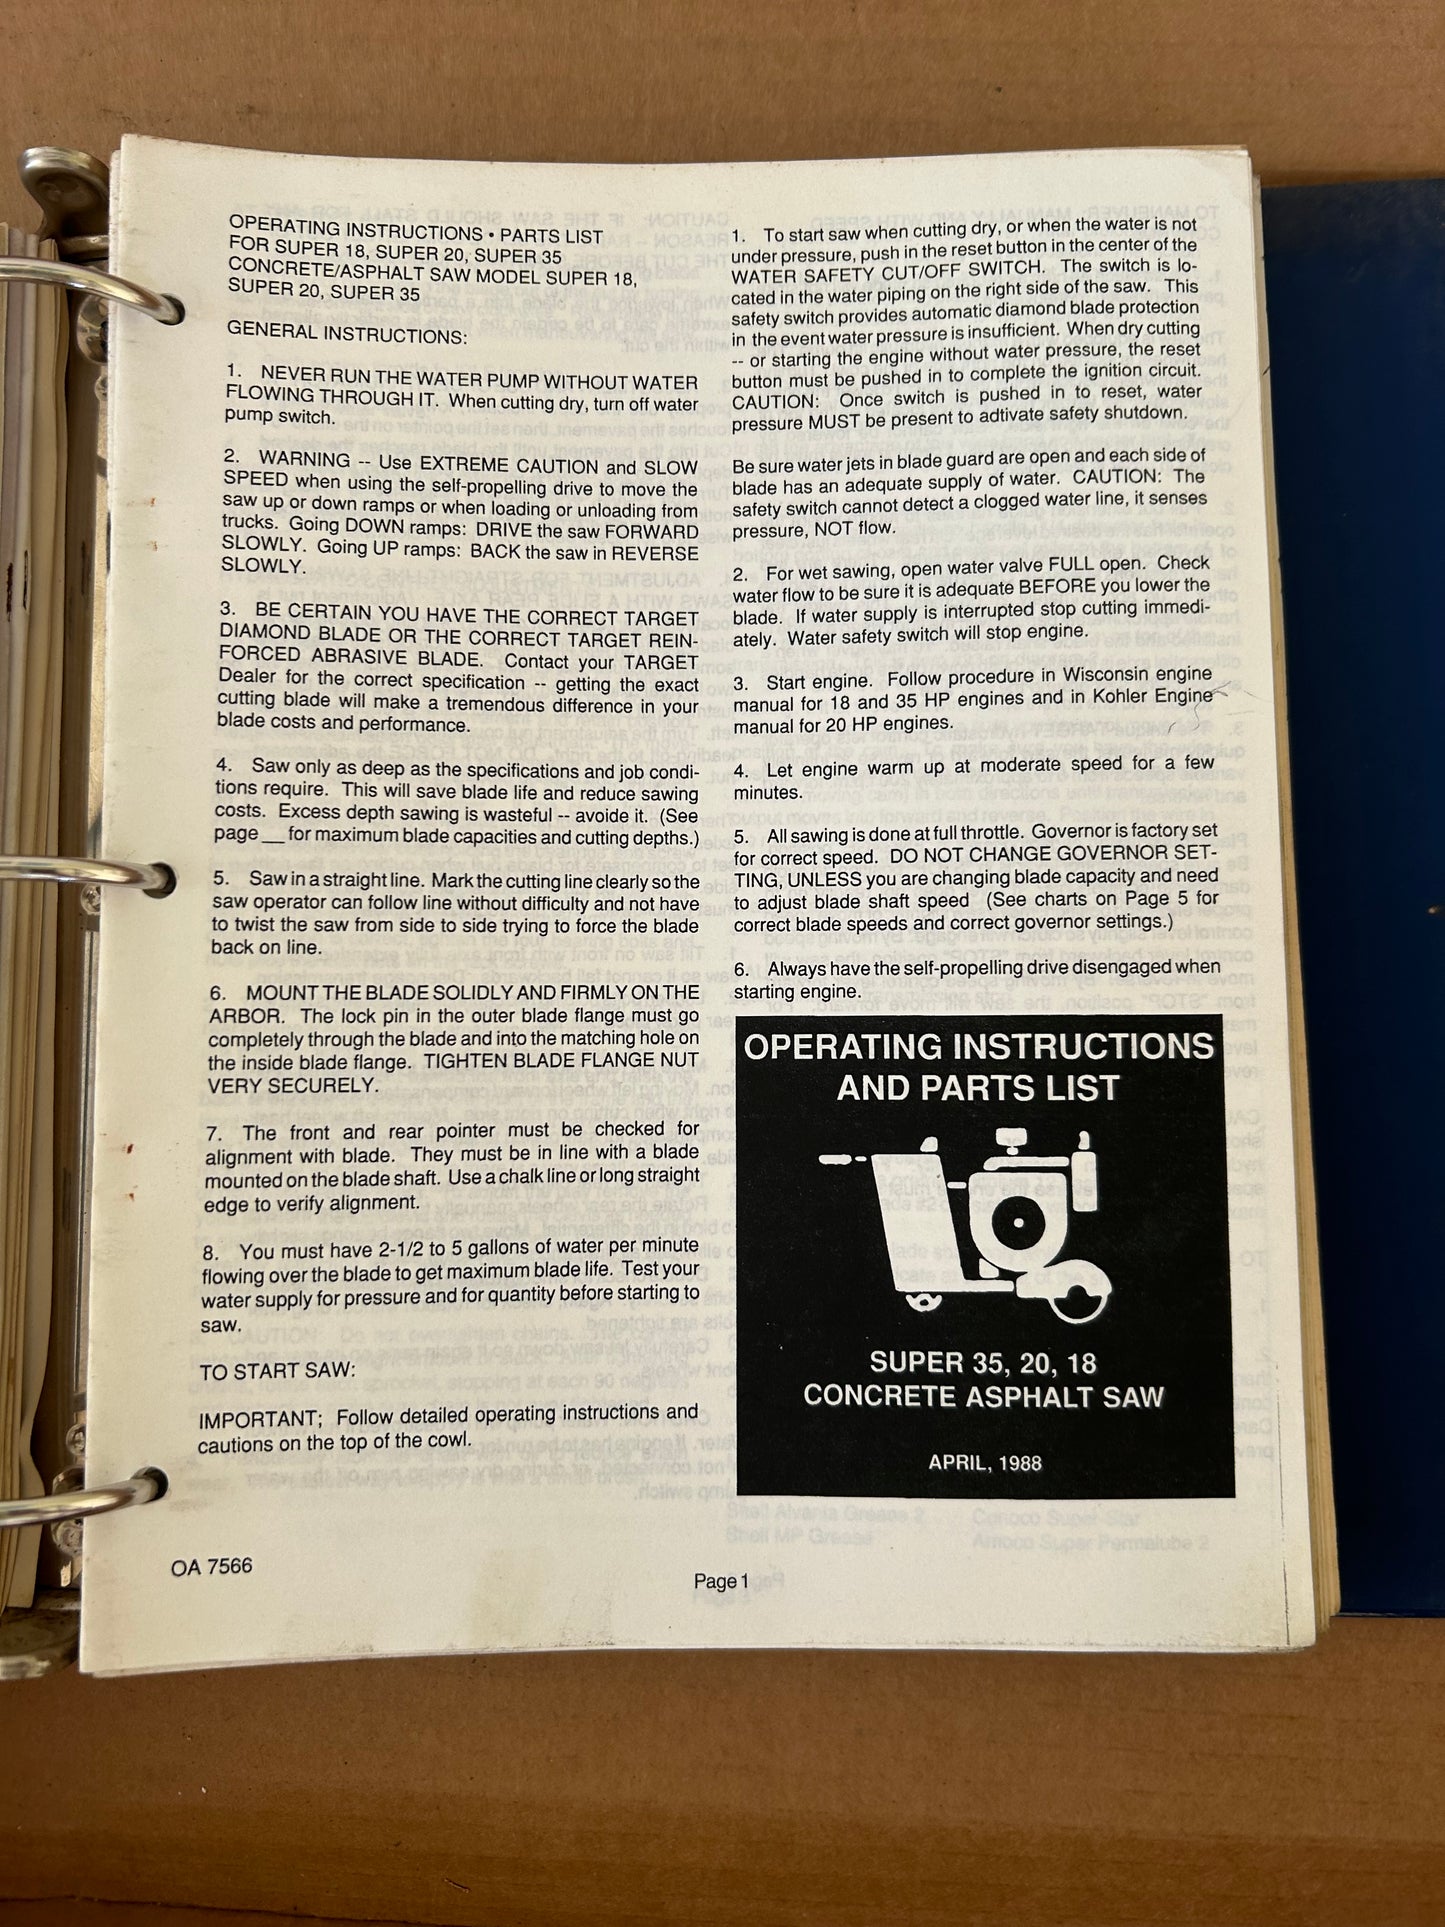 OPERATING INSTRUCTIONS • PARTS LIST
FOR SUPER 18, SUPER 20, SUPER 35
CONCRETE/ASPHALT SAW MODEL SUPER 18,
SUPER 20, SUPER 35
GENERAL INSTRUCTIONS:
1. NEVER RUN THE WATER PUMP WITHOUT WATER
FLOWING THROUGH IT. When cutting dry, turn off water
pump switch.
2. WARNING -- Use EXTREME CAUTION and SLOW
SPEED when using the self-propelling drive to move the
saw up or down ramps or when loading or unloading from
trucks. Going DOWN ramps: DRIVE the saw FORWARD
SLOWLY. Going UP ramps: BACK the saw in REVERSE
SLOWLY.
3. BE CERTAIN YOU HAVE THE CORRECT TARGET
DIAMOND BLADE OR THE CORRECT TARGET REIN-
FORCED ABRASIVE BLADE. Contact your TARGET
Dealer for the correct specification -- getting the exact
cutting blade will make a tremendous difference in your
blade costs and performance.
4. Saw only as deep as the specifications and job condi-
tions require. This will save blade life and reduce sawing
costs. Excess depth sawing is wasteful -- avoide it. (See
page __ for maximum blade capacities and cutting depths.)
5. Saw in a straight line. Mark the cutting line clearly so the
saw operator can follow line without difficulty and not have
to twist the saw from side to side trying to force the blade
back on line.
6. MOUNT THE BLADE SOLIDLY AND FIRMLY ON THE
ARBOR. The lock pin in the outer blade flange must go
completely through the blade and into the matching hole on
the inside blade flange. TIGHTEN BLADE FLANGE NUT
VERY SECURELY.
7. The front and rear pointer must be checked for
alignment with blade. They must be in line with a blade
mounted on the blade shaft. Use a chalk line or long straight
edge to verify alignment.
8. You must have 2-1/2 to 5 gallons of water per minute
flowing over the blade to get maximum blade life. Test your
water supply for pressure and for quantity before starting to
saw.
TO START SAW:
IMPORTANT; Follow detailed operating instructions and
cautions on the top of the cowl.
1. To start saw when cutting dry, or when the water is not
under pressure, push in the reset button in the center of the
WATER SAFETY CUT/OFF SWITCH. The switch is lo-
cated in the water piping on the right side of the saw. This
safety switch provides automatic diamond blade protection
in the event water pressure is insufficient. When dry cutting
-- or starting the engine without water pressure, the reset
button must be pushed in to complete the ignition circuit.
CAUTION: Once switch is pushed in to reset, water
pressure MUST be present to adtivate safety shutdown.
Be sure water jets in blade guard are open and each side of
blade has an adequate supply of water. CAUTION: The
safety switch cannot detect a clogged water line, it senses
pressure, NOT flow.
2. For wet sawing, open water valve FULL open. Check
water flow to be sure it is adequate BEFORE you lower the
blade. If water supply is interrupted stop cutting immedi-
ately. Water safety switch will stop engine.
3. Start engine. Follow procedure in Wisconsin engine
manual for 18 and 35 HP engines and in Kohler Engine
manual for 20 HP engines.
4. Let engine warm up at moderate speed for a few
minutes.
5. All sawing is done at full throttle. Governor is factory set
for correct speed. DO NOT CHANGE GOVERNOR SET-
TING, UNLESS you are changing blade capacity and need
to adjust blade shaft speed (See charts on Page 5 for
correct blade speeds and correct governor settings.)
6. Always have the self-propelling drive disengaged when
starting engine.
OPERATING INSTRUCTIONS
AND PARTS LIST
SUPER 35, 20, 18
CONCRETE ASPHALT SAW
APRIL, 1988
OA 7566
Page 1